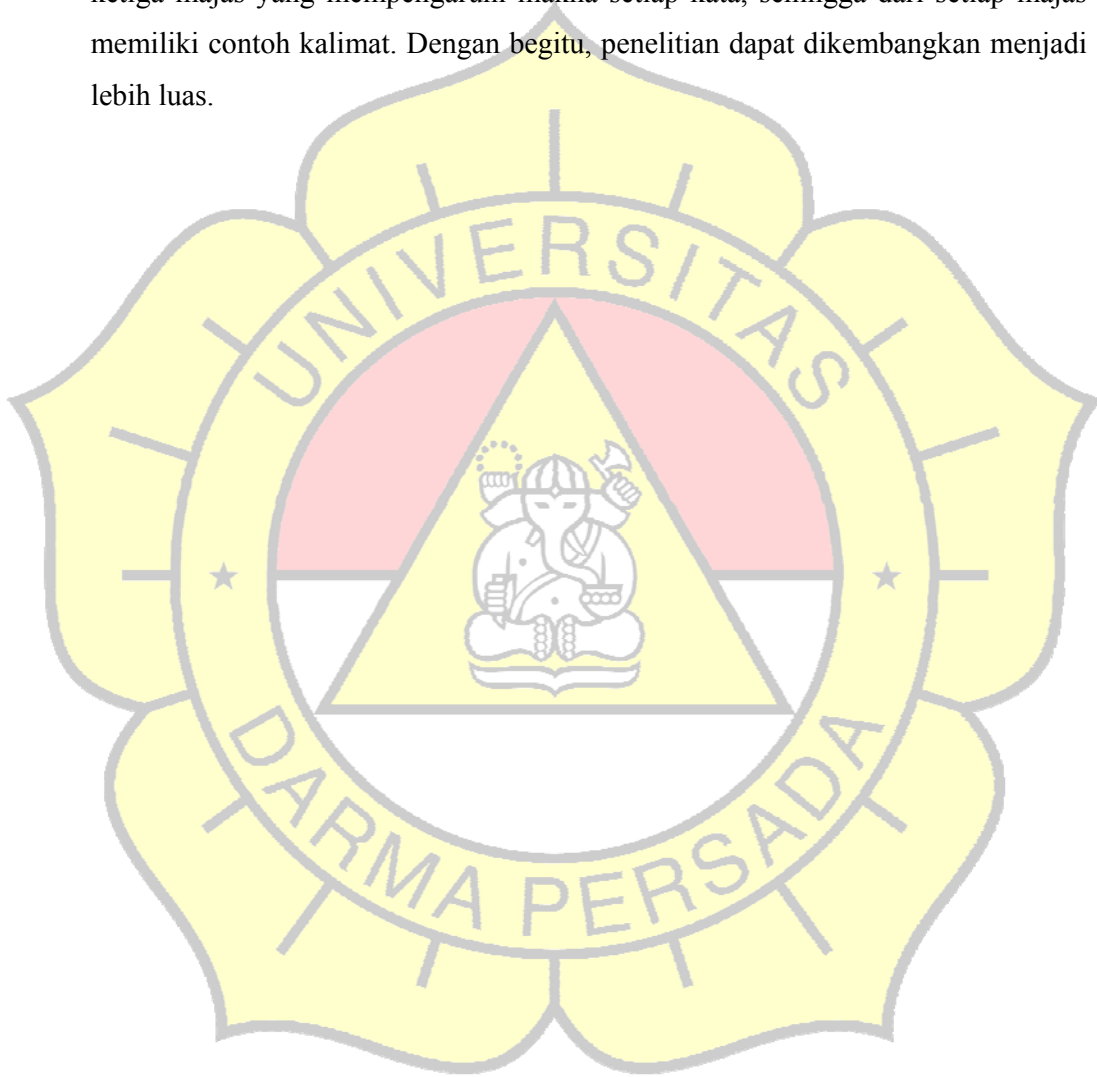 ketiga majas yang mempengaruhi makna setiap kata, sehingga dari setiap majas
memiliki contoh kalimat. Dengan begitu, penelitian dapat dikembangkan menjadi
lebih luas.
UNIVERSITAS
DARMA PERSADA